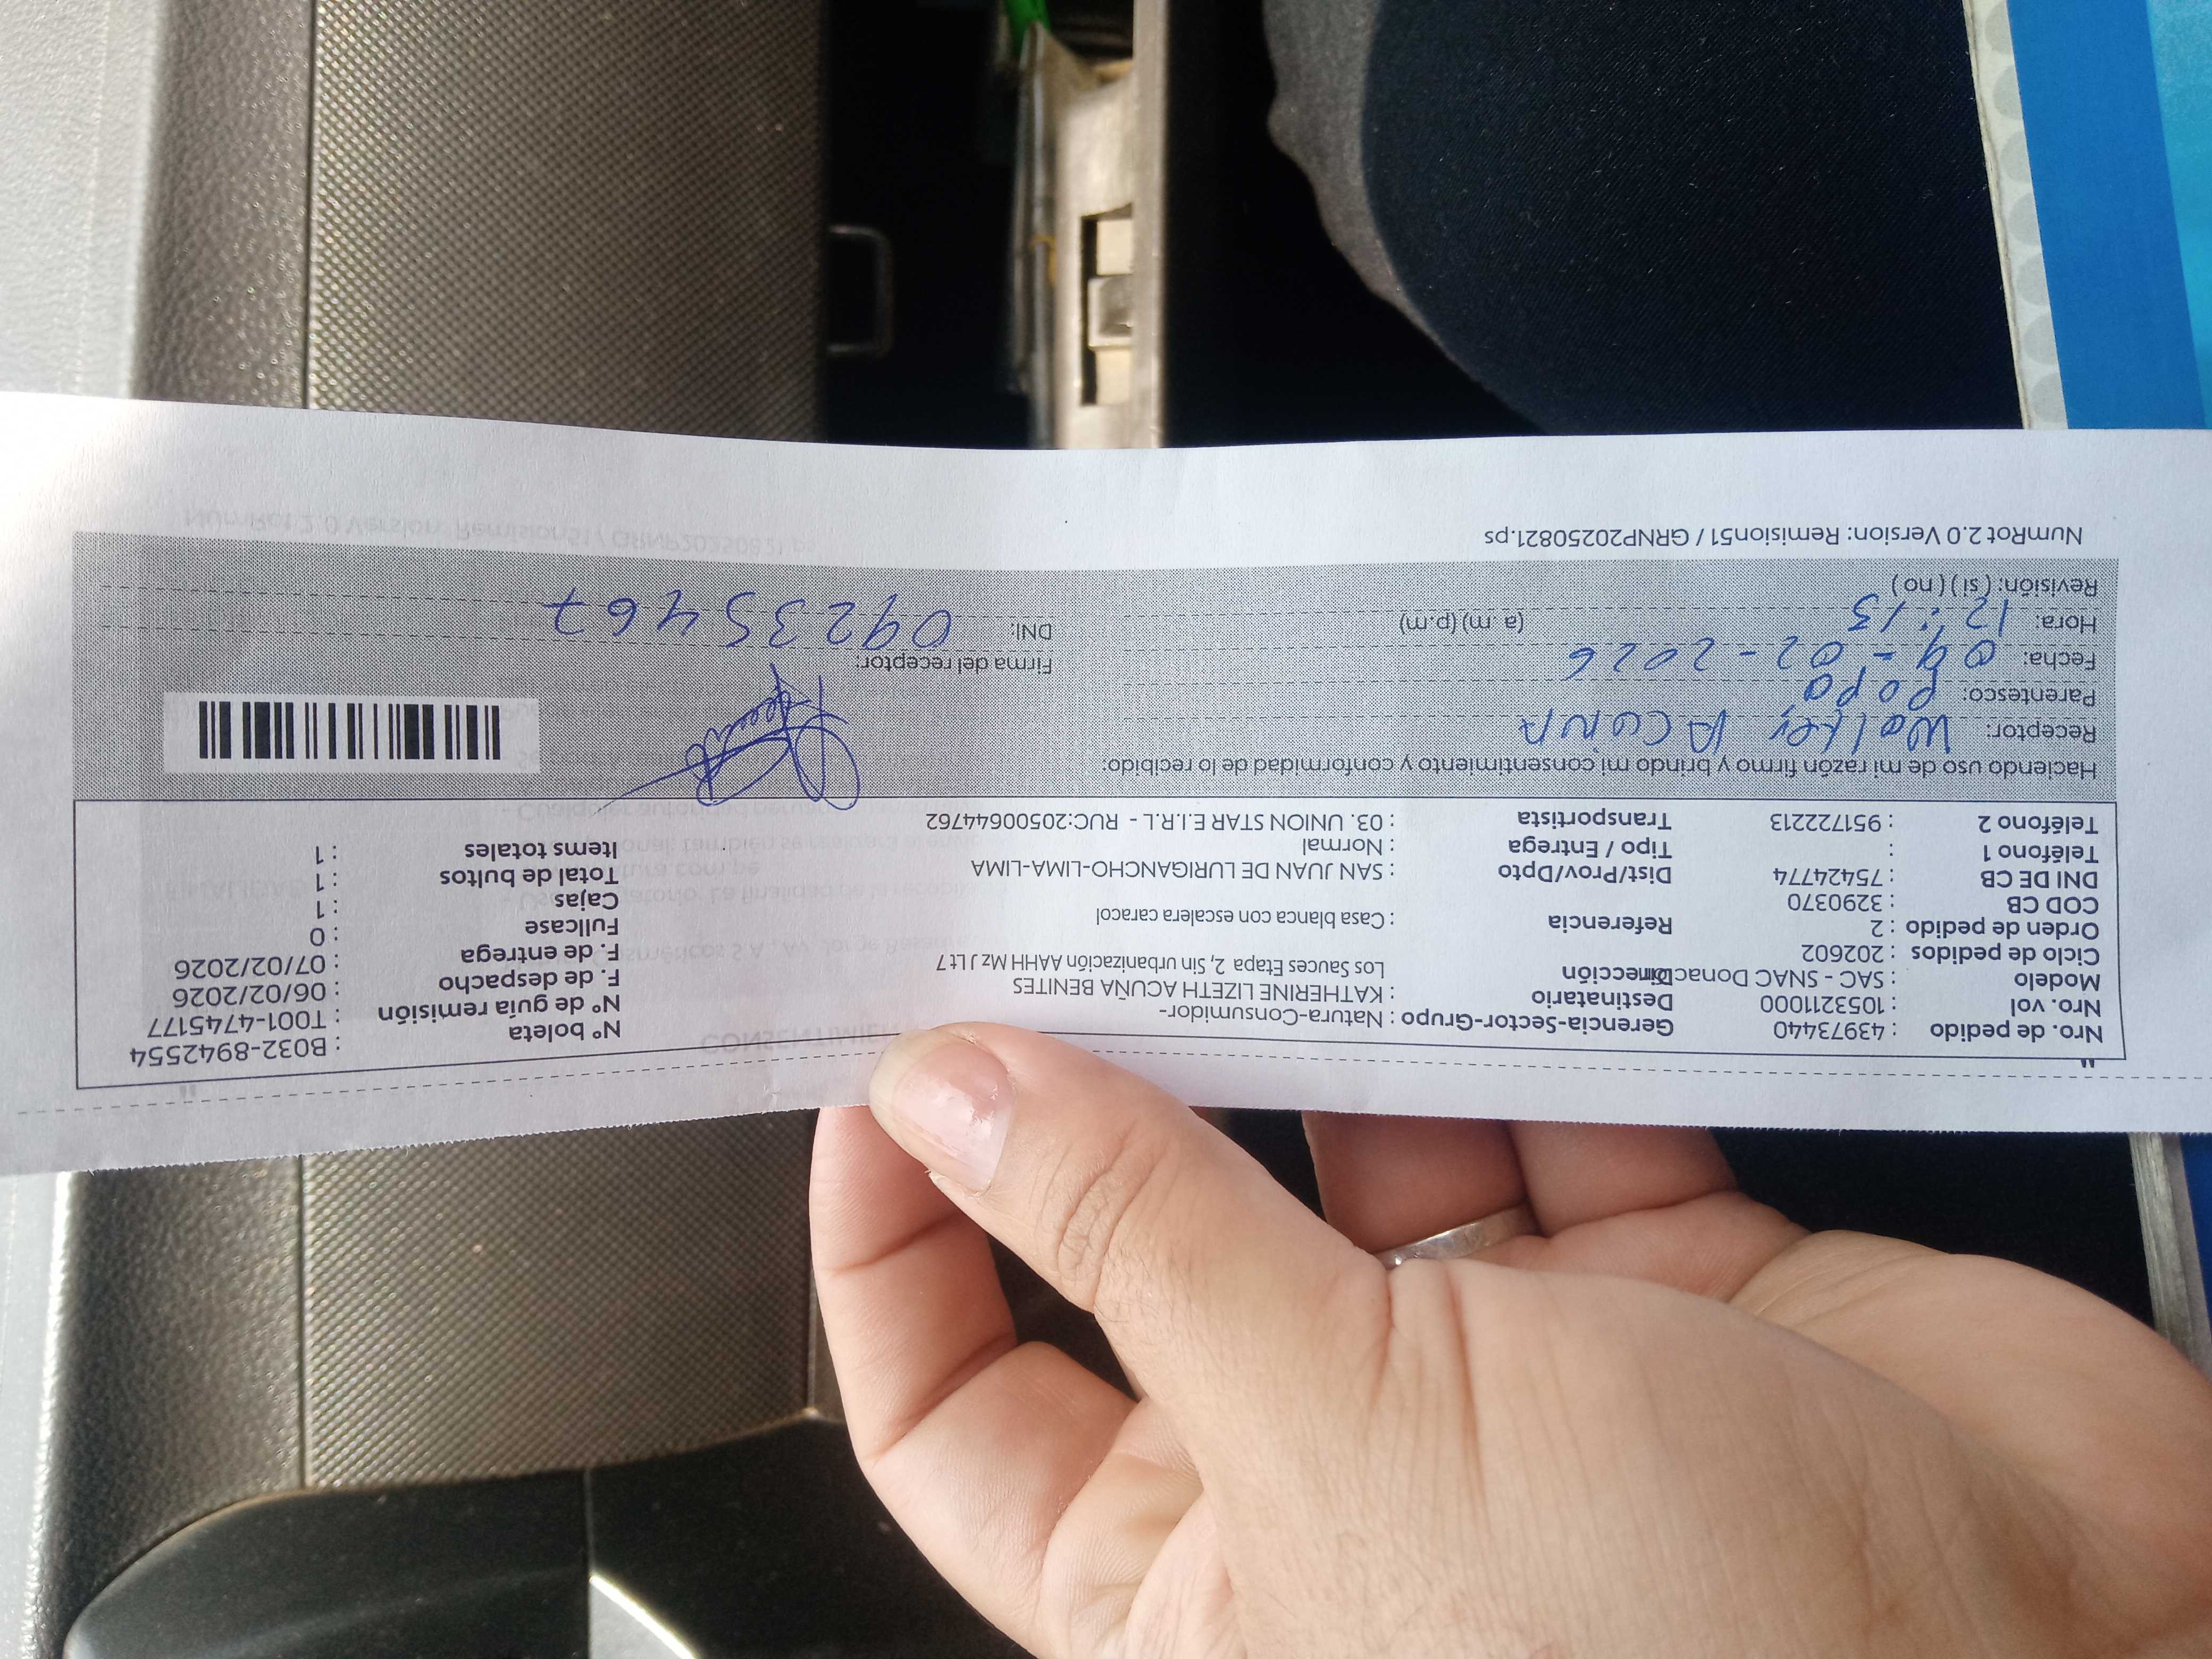 Nro. de pedido : 43973440 Gerencia-Sector-Grupo : Natura-Consumidor- N° boleta : B032-8942554
Nro. vol : 1053211000 Destinatario : KATHERINE LIZETH ACUÑA BENITES N° de guía remisión : T001-4745177
Modelo : SAC - SNAC Donación Dirección Los Sauces Etapa 2, Sin urbanización AAHH Mz J Lt 7 F. de despacho : 06/02/2026
Ciclo de pedidos : 202602 F. de entrega : 07/02/2026
Orden de pedido : 2 Referencia : Casa blanca con escalera caracol Fullcase : 0
COD CB : 3290370 Cajas : 1
DNI DE CB : 75424774 Dist/Prov/Dpto : SAN JUAN DE LURIGANCHO-LIMA-LIMA Total de bultos : 1
Teléfono 1 : Tipo / Entrega : Normal Items totales : 1
Teléfono 2 : 951722213 Transportista : 03. UNION STAR E.I.R.L - RUC:20500644762
Haciendo uso de mi razón firmo y brindo mi consentimiento y conformidad de lo recibido:
Receptor: Walter ACUÑA
Parentesco: Papa Firma del receptor:
Fecha: 09-02-2026
Hora: 12:13 (a.m) (p.m) DNI: 09235467
Revisión: (si) (no)
NumRot 2.0 Version: Remision51 / GRNP20250821.ps